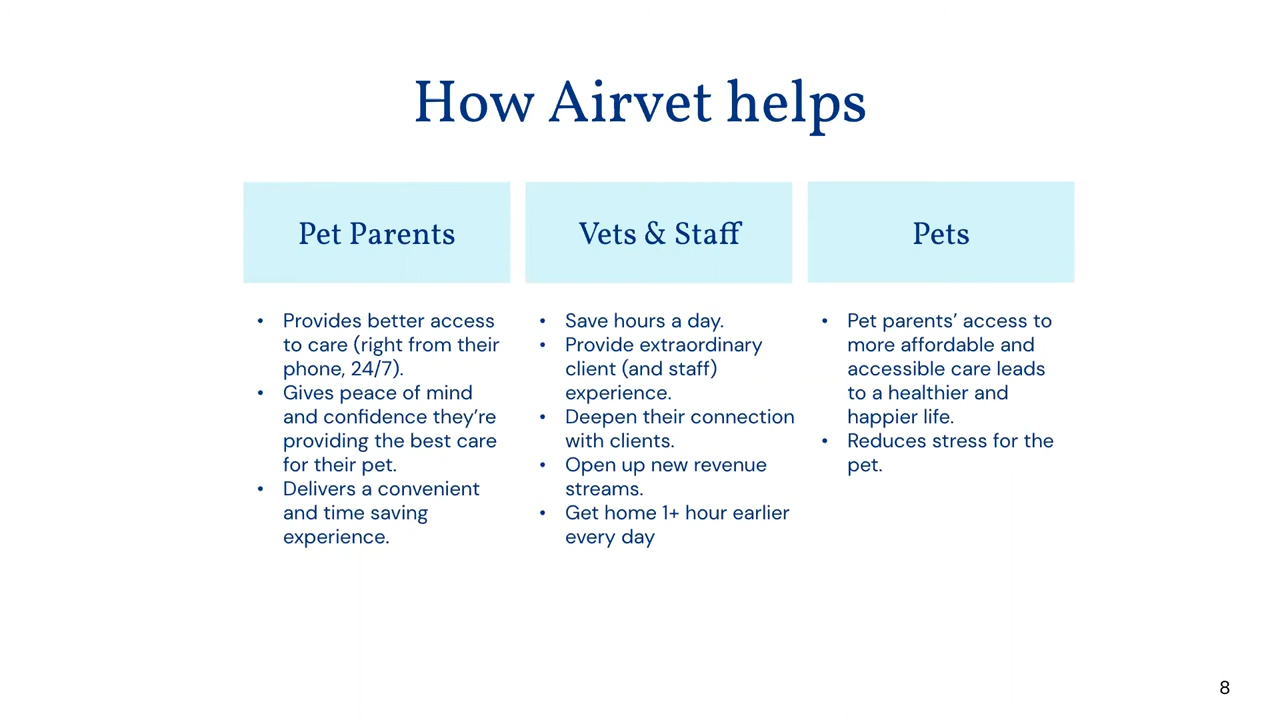 How Airvet helps
Pet Parents
• Provides better access
to care (right from their
phone, 24/7).
• Gives peace of mind
and confidence they’re
providing the best care
for their pet.
• Delivers a convenient
and time saving
experience.
Vets & Staff
• Save hours a day.
• Provide extraordinary
client (and staff)
experience.
• Deepen their connection
with clients.
• Open up new revenue
streams.
• Get home 1+ hour earlier
every day
Pets
• Pet parents’ access to
more affordable and
accessible care leads
to a healthier and
happier life.
• Reduces stress for the
pet.
8